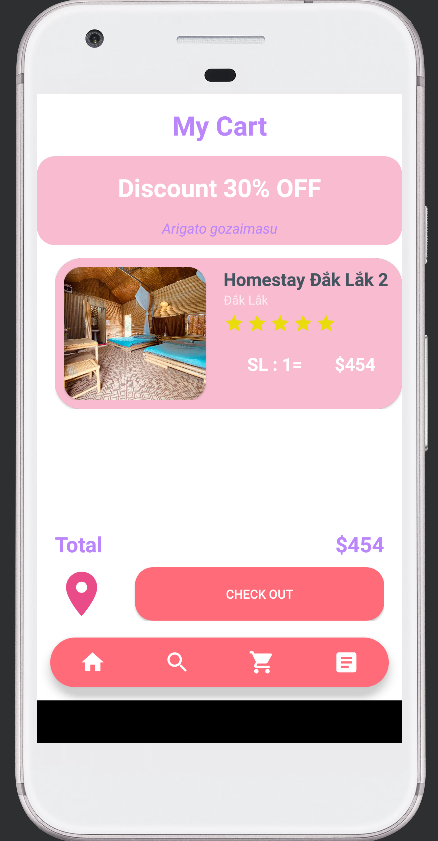 My Cart
Discount 30% OFF
Arigato gozaimasu
Homestay Đắk Lắk 2
Đắk Lắk
SL : 1= $454
Total $454
CHECK OUT